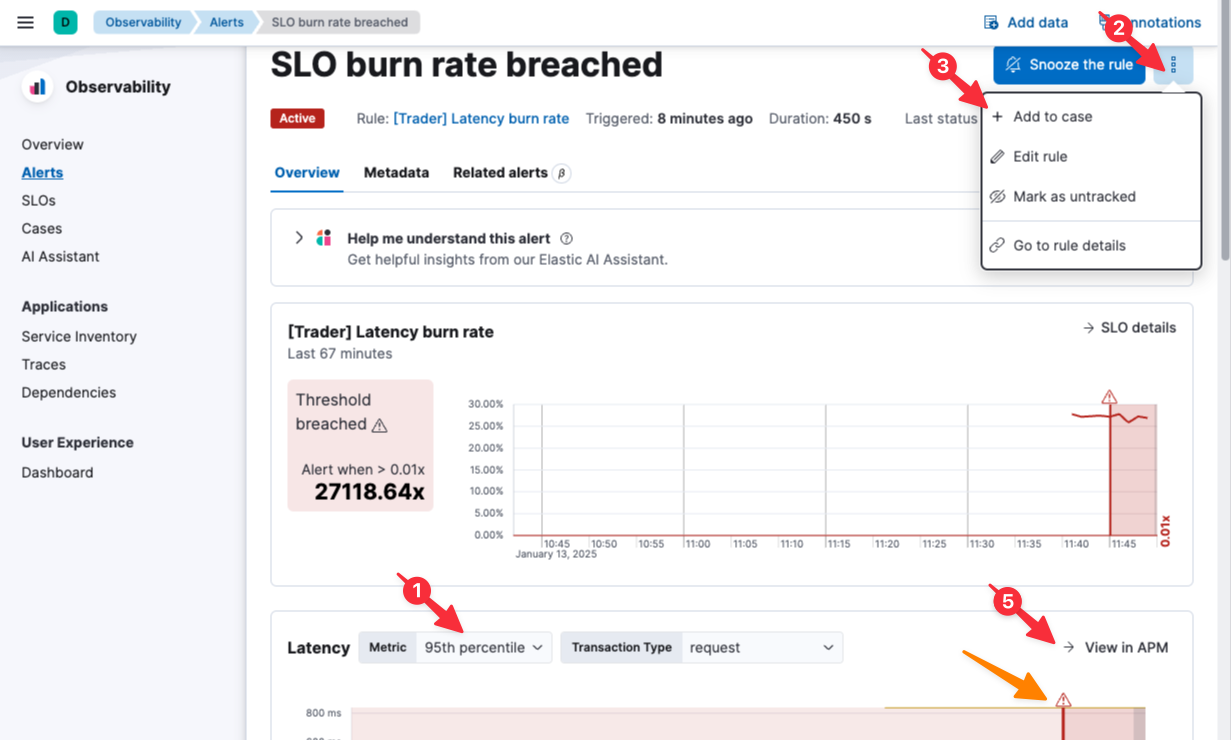 D
Observability
Alerts
SLO burn rate breached
Add data
nnotations
2
SLO burn rate breached
Snooze the rule
3
Observability
Active
Rule: [Trader] Latency burn rate
Triggered: 8 minutes ago
Duration: 450 s
Last status
Add to case
Edit rule
Mark as untracked
Go to rule details
Overview
Alerts
SLOs
Cases
AI Assistant
Applications
Service Inventory
Traces
Dependencies
User Experience
Dashboard
Overview
Metadata
Related alerts β
Help me understand this alert
Get helpful insights from our Elastic AI Assistant.
[Trader] Latency burn rate
Last 67 minutes
SLO details
Threshold
breached
Alert when > 0.01x
27118.64x
30.00%
25.00%
20.00%
15.00%
10.00%
5.00%
0.00%
10:45 10:50 10:55 11:00 11:05 11:10 11:15 11:20 11:25 11:30 11:35 11:40 11:45
January 13, 2025
0.01x
1
5
Latency
Metric 95th percentile
Transaction Type request
View in APM
800 ms